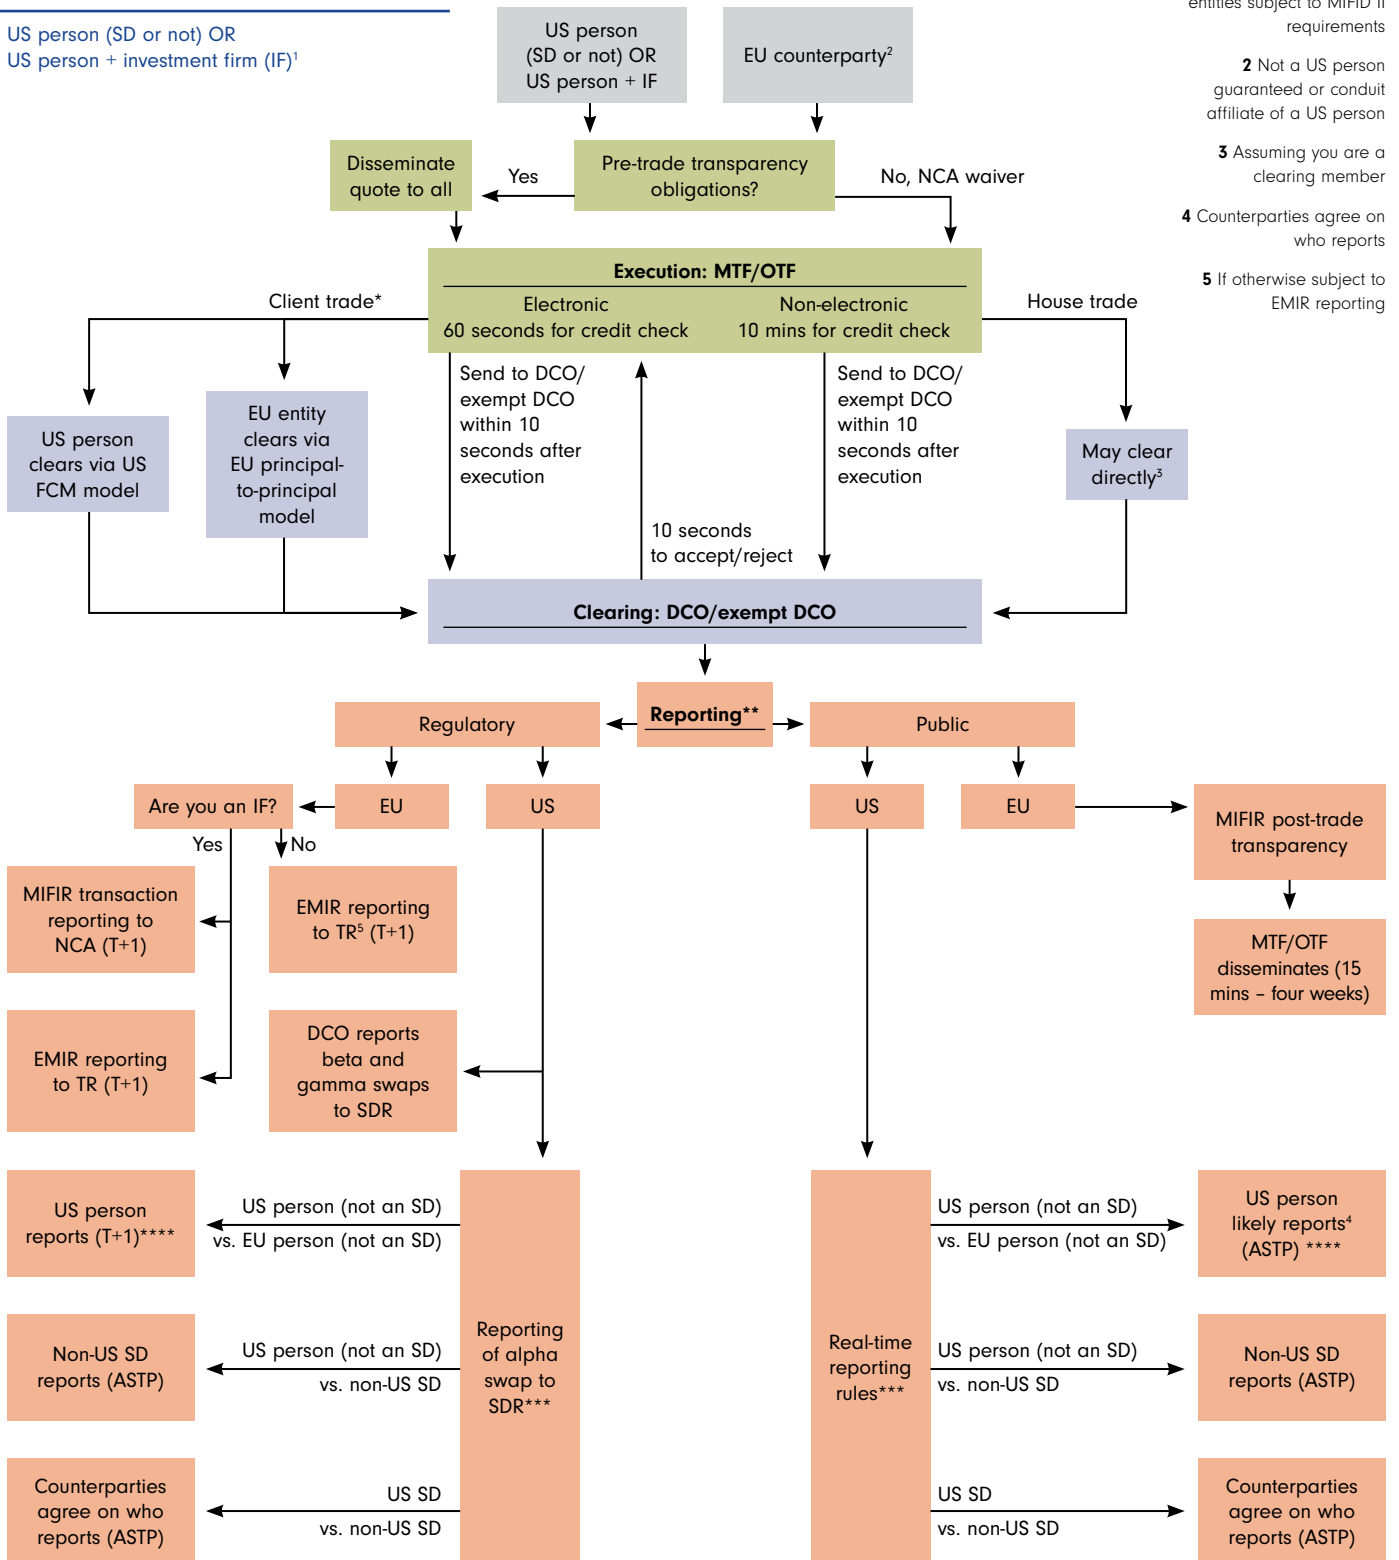 US person (SD or not) OR
US person + investment firm (IF)1
US person
(SD or not) OR
US person + IF
EU counterparty2
entities subject to MIFID II
requirements
2 Not a US person
guaranteed or conduit
affiliate of a US person
3 Assuming you are a
clearing member
4 Counterparties agree on
who reports
5 If otherwise subject to
EMIR reporting
Disseminate
quote to all
Yes
Pre-trade transparency
obligations?
No, NCA waiver
Execution: MTF/OTF
Electronic
60 seconds for credit check
Non-electronic
10 mins for credit check
Client trade*
House trade
US person
clears via US
FCM model
EU entity
clears via
EU principal-
to-principal
model
Send to DCO/
exempt DCO
within 10
seconds after
execution
10 seconds
to accept/reject
Send to DCO/
exempt DCO
within 10
seconds after
execution
May clear
directly3
Clearing: DCO/exempt DCO
Reporting**
Regulatory
Public
Are you an IF?
EU
US
US
EU
MIFIR post-trade
transparency
Yes
No
MIFIR transaction
reporting to
NCA (T+1)
EMIR reporting
to TR5 (T+1)
MTF/OTF
disseminates (15
mins – four weeks)
EMIR reporting
to TR (T+1)
DCO reports
beta and
gamma swaps
to SDR
US person
reports (T+1)****
US person (not an SD)
vs. EU person (not an SD)
Non-US SD
reports (ASTP)
US person (not an SD)
vs. non-US SD
Counterparties
agree on who
reports (ASTP)
US SD
vs. non-US SD
Reporting
of alpha
swap to
SDR***
Real-time
reporting
rules***
US person (not an SD)
vs. EU person (not an SD)
US person
likely reports4
(ASTP) ****
US person (not an SD)
vs. non-US SD
Non-US SD
reports (ASTP)
US SD
vs. non-US SD
Counterparties
agree on who
reports (ASTP)